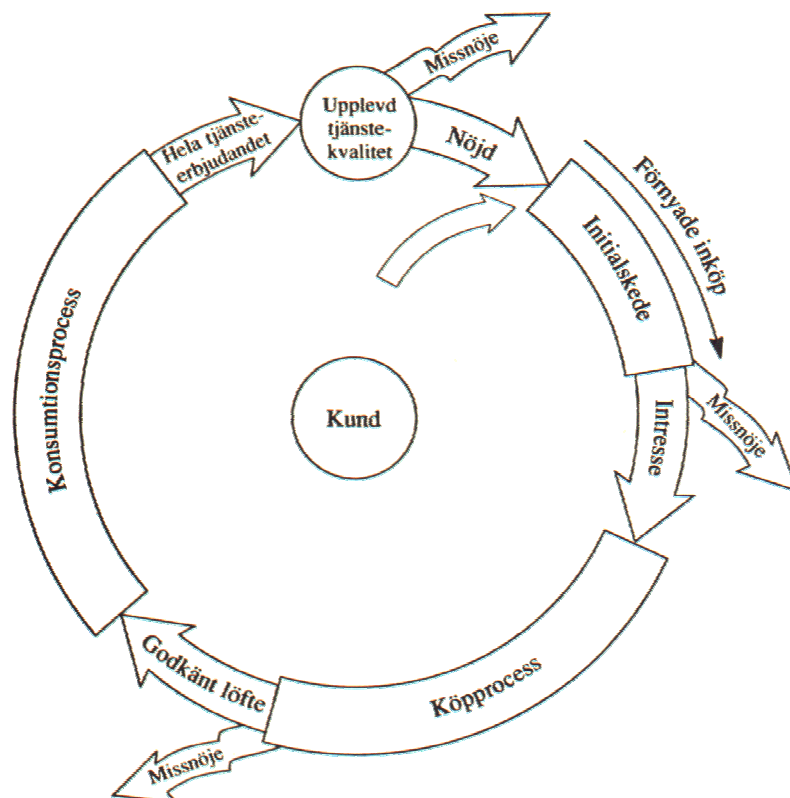 Missnöje
Upplevd
tjänste-
kvalitet
Hela tjänste-
erbjudandet
Nöjd
Förnyade inköp
Initialskede
Konsumtionsprocess
Kund
Intresse
Missnöje
Godkänt löfte
Köpprocess
Missnöje